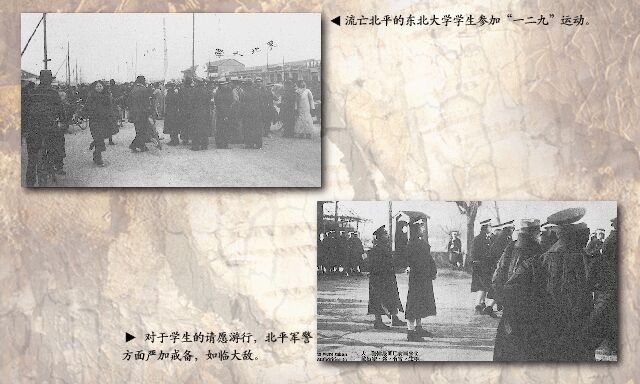 ◀ 流亡北平的东北大学学生参加“一二九”运动。
▶ 对于学生的请愿游行，北平军警
方面严加戒备，如临大敌。